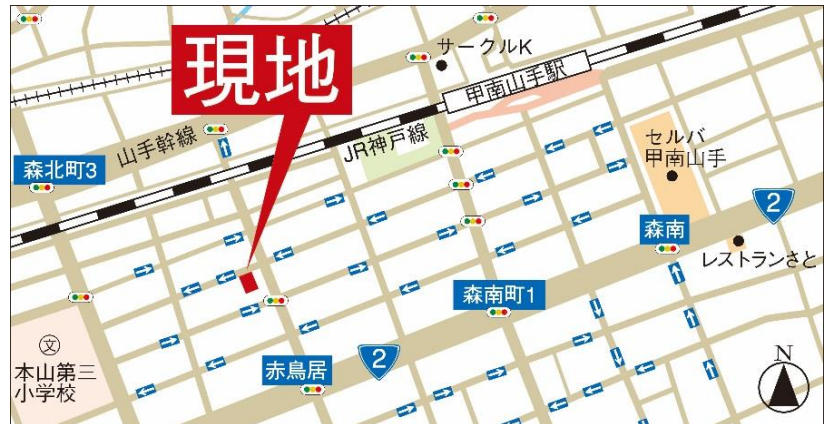 サークルK
現地
甲南山手駅
山手幹線
JR神戸線
セルバ
甲南山手
森北町3
2
森南
レストランさと
森南町1
文
本山第三
小学校
赤鳥居
2
N